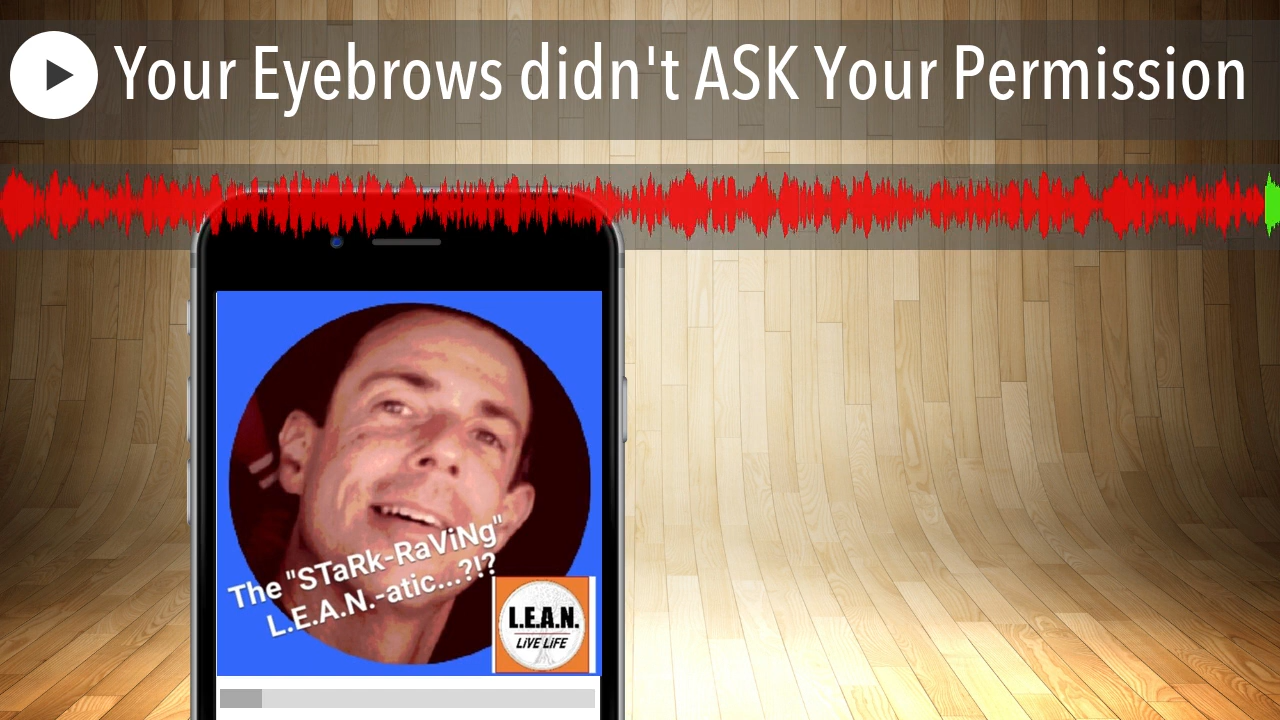 Your Eyebrows didn't ASK Your Permission
The "STaRk-RaViNg"
L.E.A.N.-atic...?!?
L.E.A.N.
LiVE LiFE